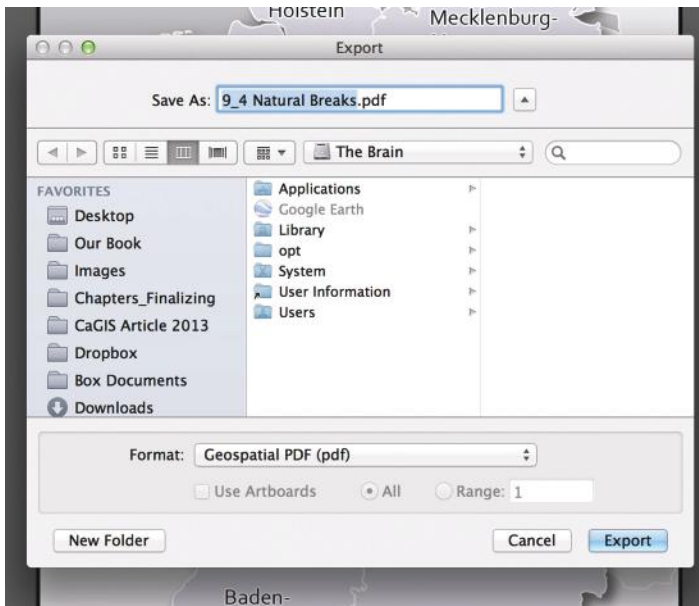 Holstein
Mecklenburg-
Export
Save As: 9_4 Natural Breaks.pdf
The Brain
FAVORITES
Desktop
Our Book
Images
Chapters_Finalizing
CaGIS Article 2013
Dropbox
Box Documents
Downloads
Applications
Google Earth
Library
opt
System
User Information
Users
Format: Geospatial PDF (pdf)
Use Artboards All Range: 1
New Folder Cancel Export
Baden-